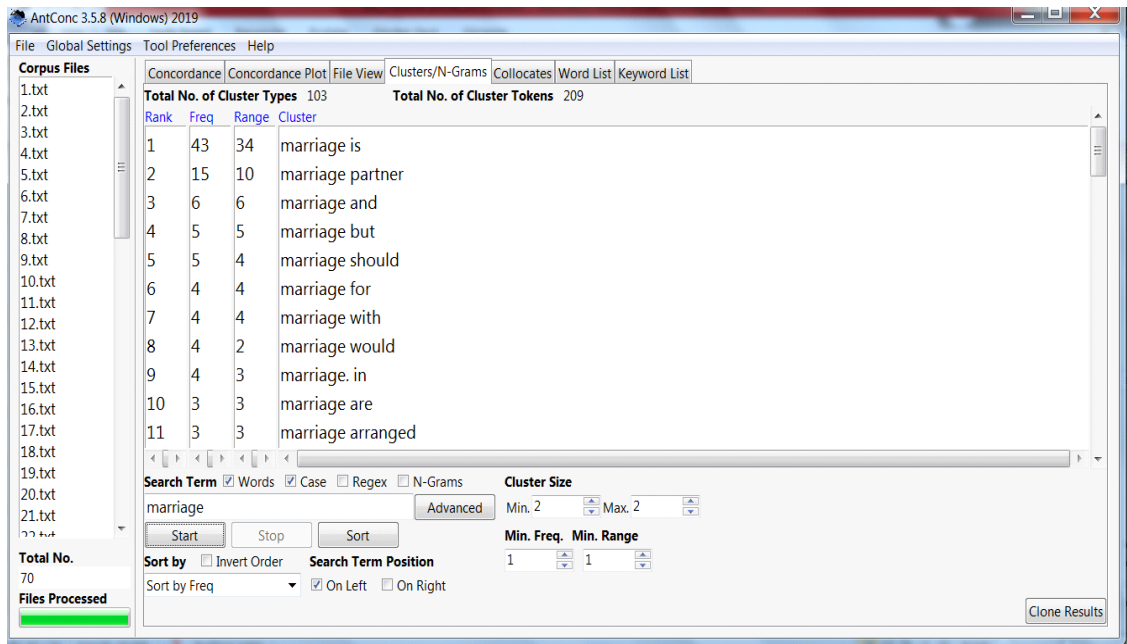 AntConc 3.5.8 (Windows) 2019
File Global Settings Tool Preferences Help
Corpus Files
1.txt
2.txt
3.txt
4.txt
5.txt
6.txt
7.txt
8.txt
9.txt
10.txt
11.txt
12.txt
13.txt
14.txt
15.txt
16.txt
17.txt
18.txt
19.txt
20.txt
21.txt
22.txt
Total No.
70
Files Processed
Concordance Concordance Plot File View Clusters/N-Grams Collocates Word List Keyword List
Total No. of Cluster Types 103 Total No. of Cluster Tokens 209
Rank Freq Range Cluster
1 43 34 marriage is
2 15 10 marriage partner
3 6 6 marriage and
4 5 5 marriage but
5 5 4 marriage should
6 4 4 marriage for
7 4 4 marriage with
8 4 2 marriage would
9 4 3 marriage. in
10 3 3 marriage are
11 3 3 marriage arranged
Search Term Words Case Regex N-Grams Cluster Size
marriage Advanced Min. 2 Max. 2
Start Stop Sort Min. Freq. Min. Range
Sort by Invert Order Search Term Position 1 1
Sort by Freq On Left On Right
Clone Results